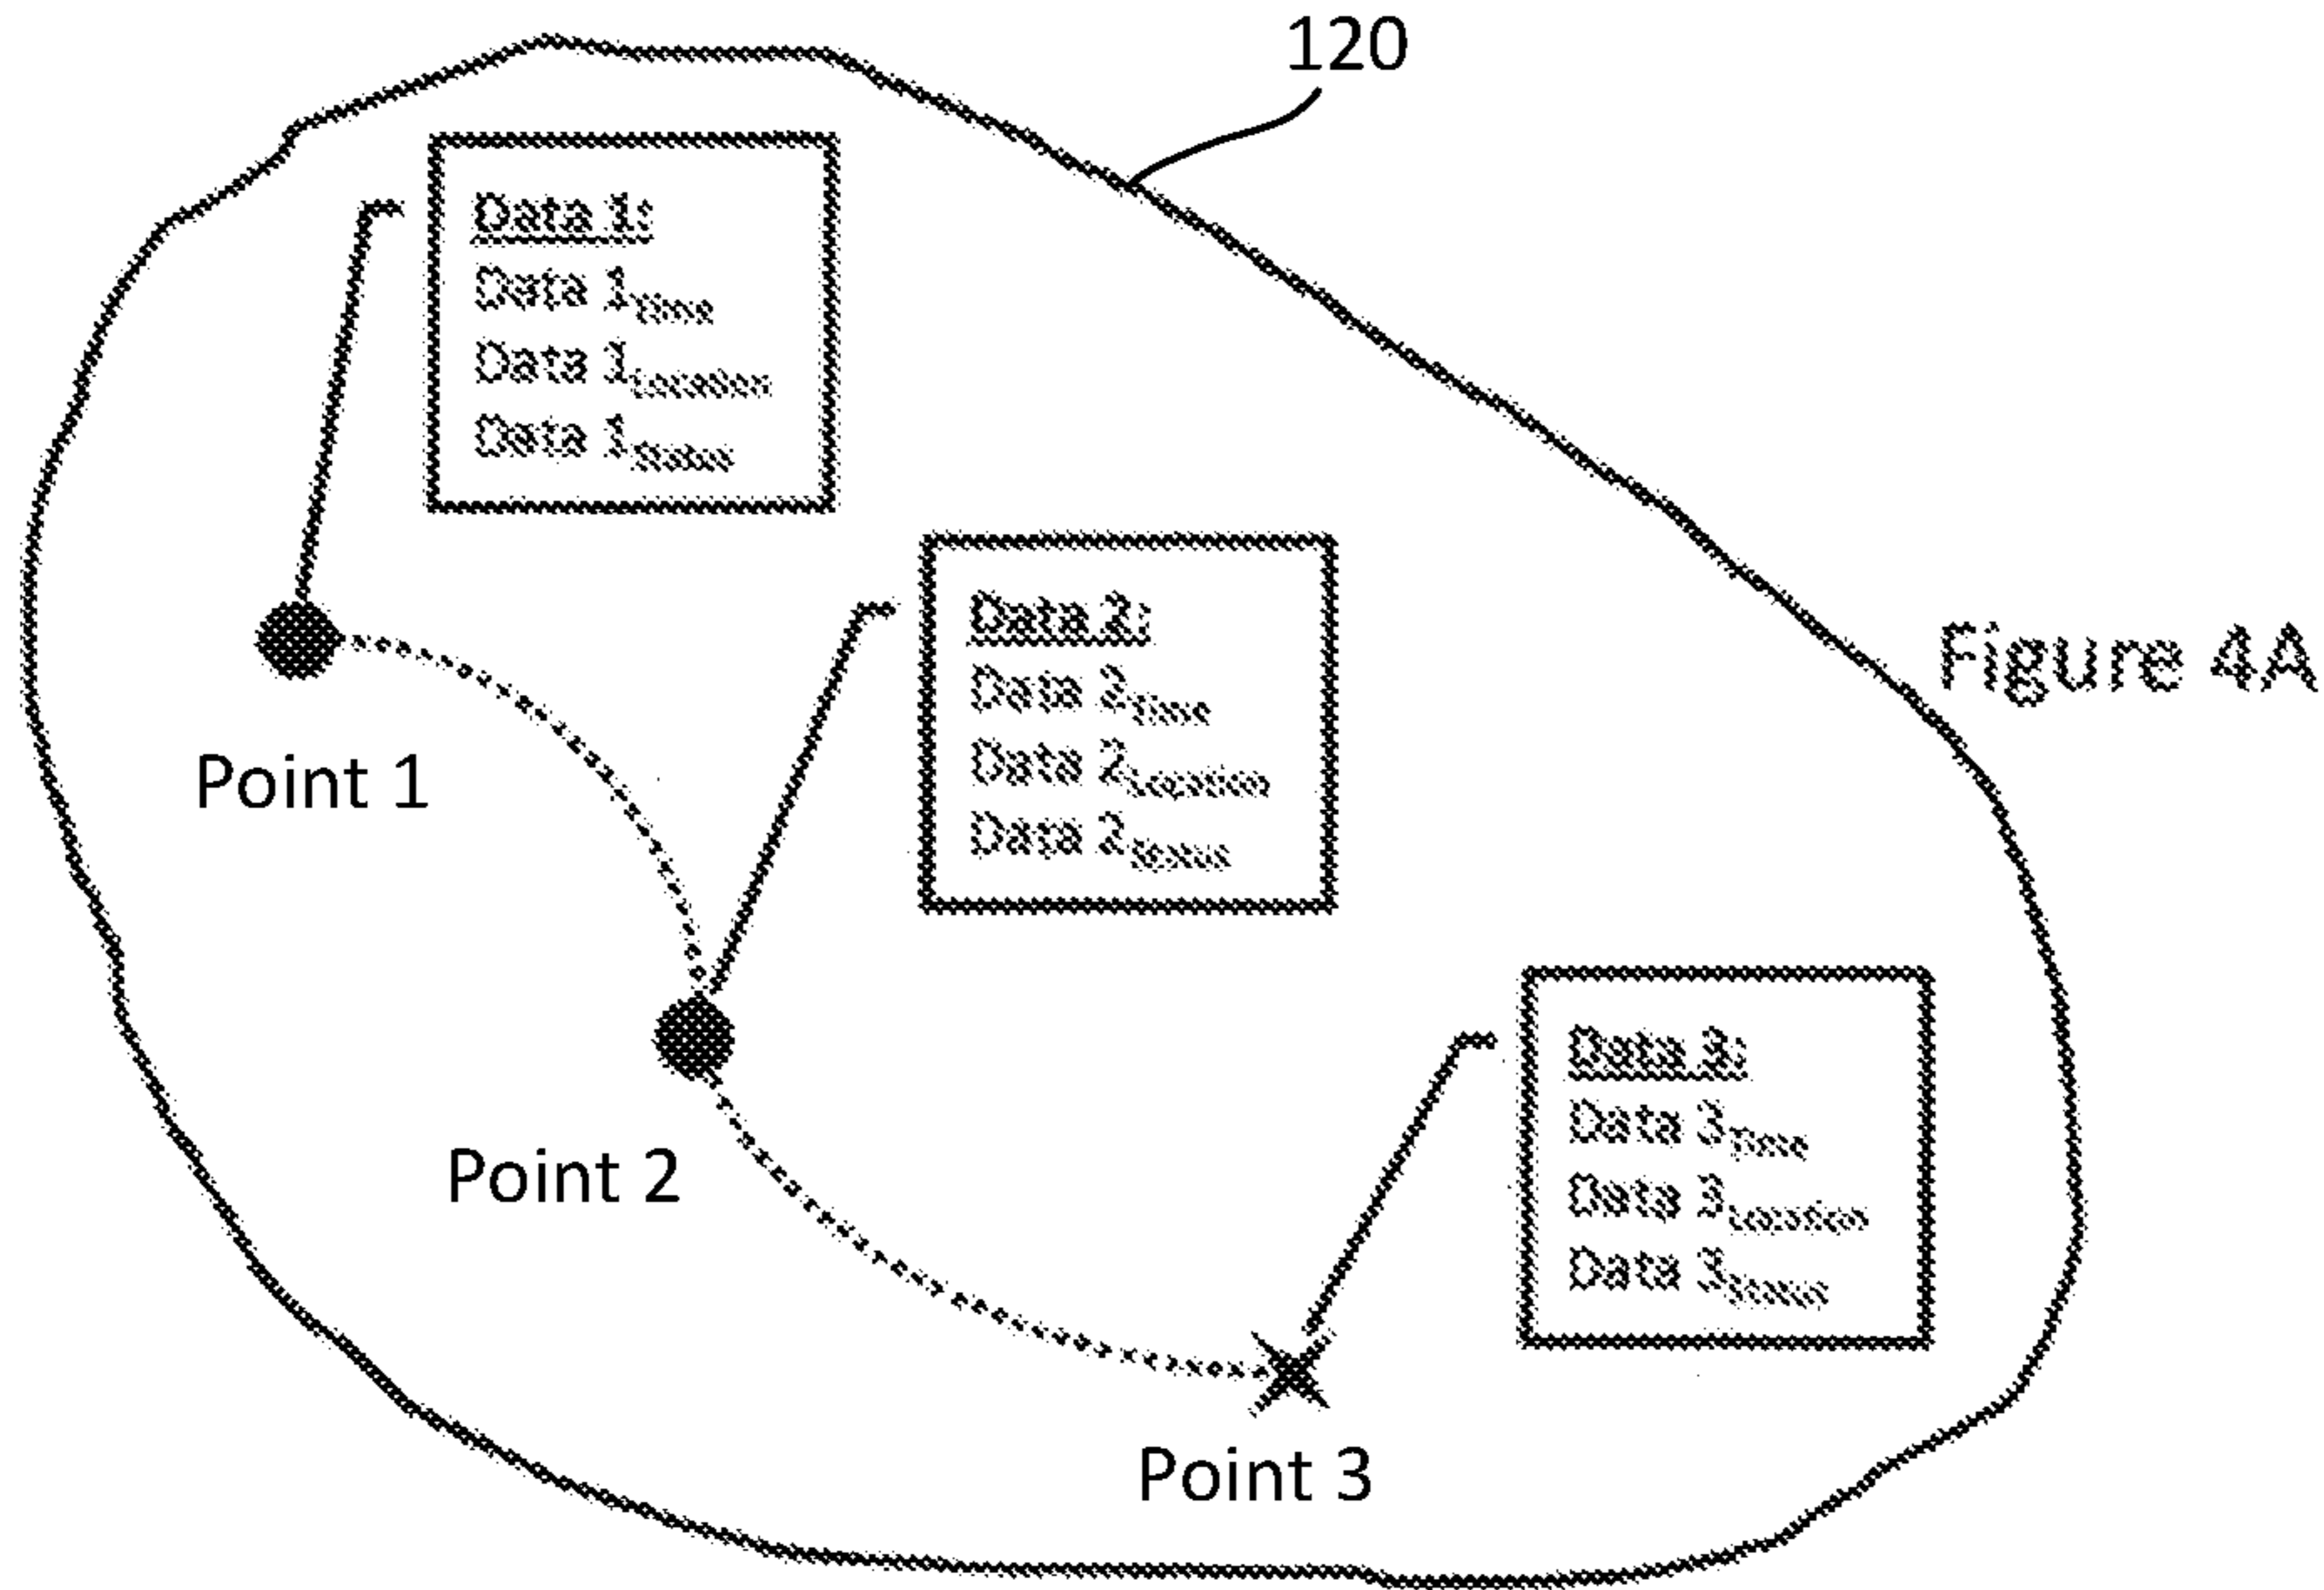 120
Data 1:
Data 1Time
Data 1Location
Data 1Status
Point 1
Data 2:
Data 2Time
Data 2Location
Data 2Status
Figure 4A
Point 2
Data 3:
Data 3Time
Data 3Location
Data 3Status
Point 3